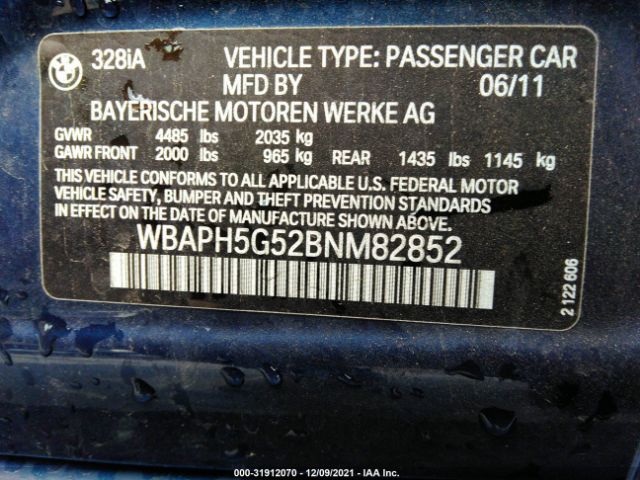 BMW
328iA VEHICLE TYPE: PASSENGER CAR
MFD BY 06/11
BAYERISCHE MOTOREN WERKE AG
GVWR 4485 lbs 2035 kg
GAWR FRONT 2000 lbs 965 kg REAR 1435 lbs 1145 kg
THIS VEHICLE CONFORMS TO ALL APPLICABLE U.S. FEDERAL MOTOR
VEHICLE SAFETY, BUMPER AND THEFT PREVENTION STANDARDS
IN EFFECT ON THE DATE OF MANUFACTURE SHOWN ABOVE.
WBAPH5G52BNM82852
2 122 606
000-31912070 - 12/09/2021 - IAA Inc.